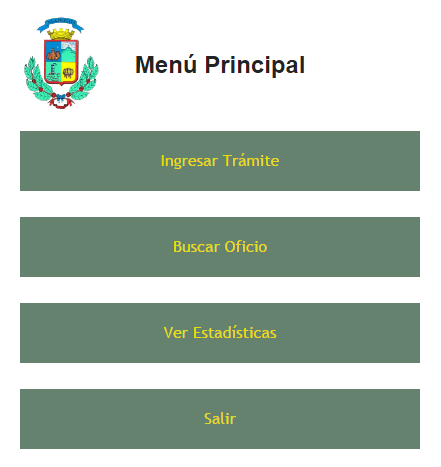 Menú Principal
Ingresar Trámite
Buscar Oficio
Ver Estadísticas
Salir